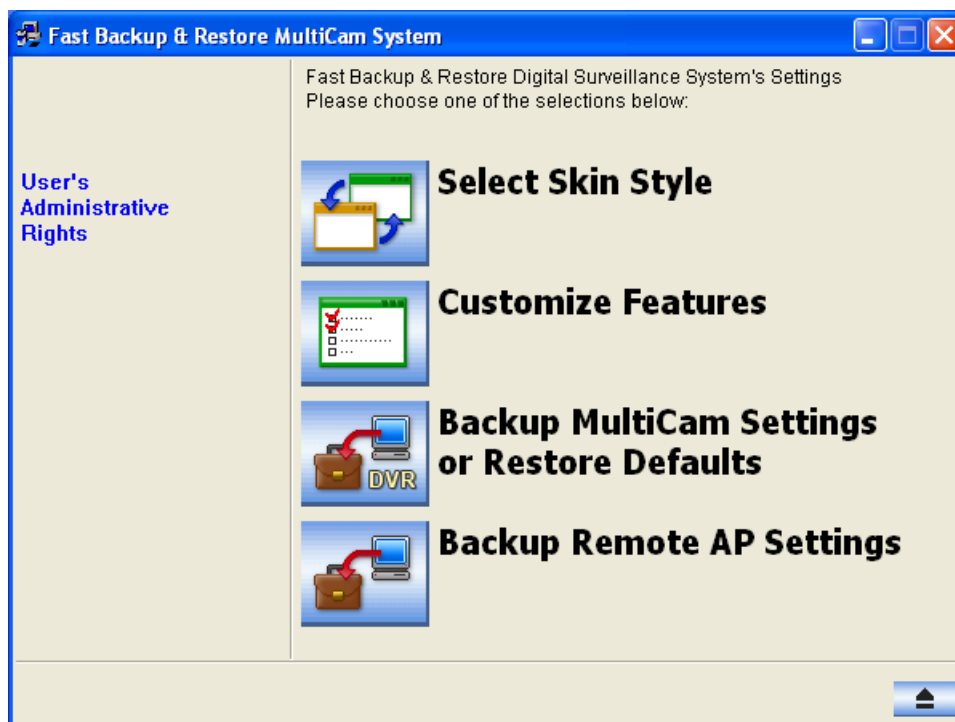 Fast Backup & Restore MultiCam System
Fast Backup & Restore Digital Surveillance System's Settings
Please choose one of the selections below:
User's
Administrative
Rights
Select Skin Style
Customize Features
Backup MultiCam Settings
or Restore Defaults
DVR
Backup Remote AP Settings